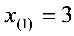 x₍₁₎ = 3